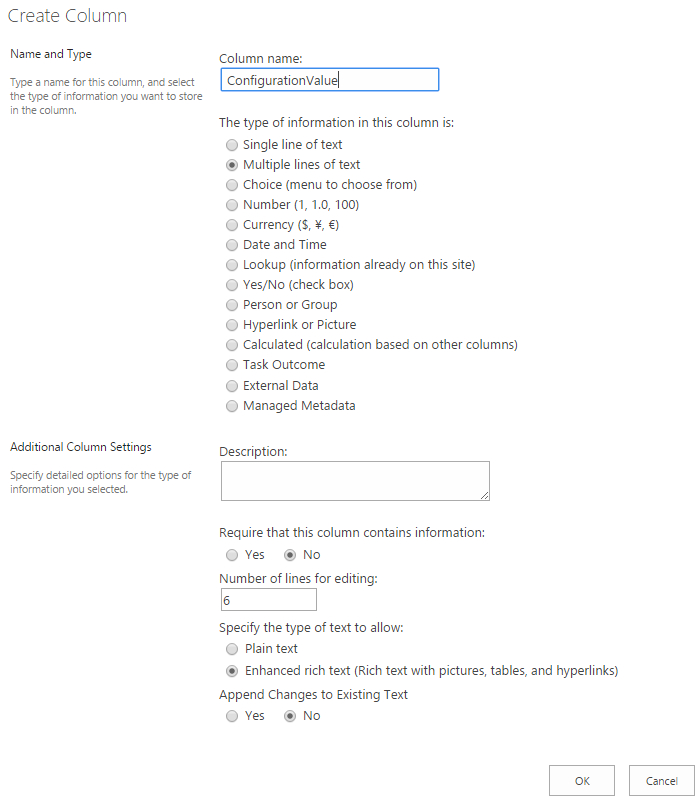 Create Column
Name and Type
Type a name for this column, and select
the type of information you want to store
in the column.
Column name:
ConfigurationValue
The type of information in this column is:
Single line of text
Multiple lines of text
Choice (menu to choose from)
Number (1, 1.0, 100)
Currency ($, ¥, €)
Date and Time
Lookup (information already on this site)
Yes/No (check box)
Person or Group
Hyperlink or Picture
Calculated (calculation based on other columns)
Task Outcome
External Data
Managed Metadata
Additional Column Settings
Specify detailed options for the type of
information you selected.
Description:
Require that this column contains information:
Yes No
Number of lines for editing:
6
Specify the type of text to allow:
Plain text
Enhanced rich text (Rich text with pictures, tables, and hyperlinks)
Append Changes to Existing Text
Yes No
OK Cancel